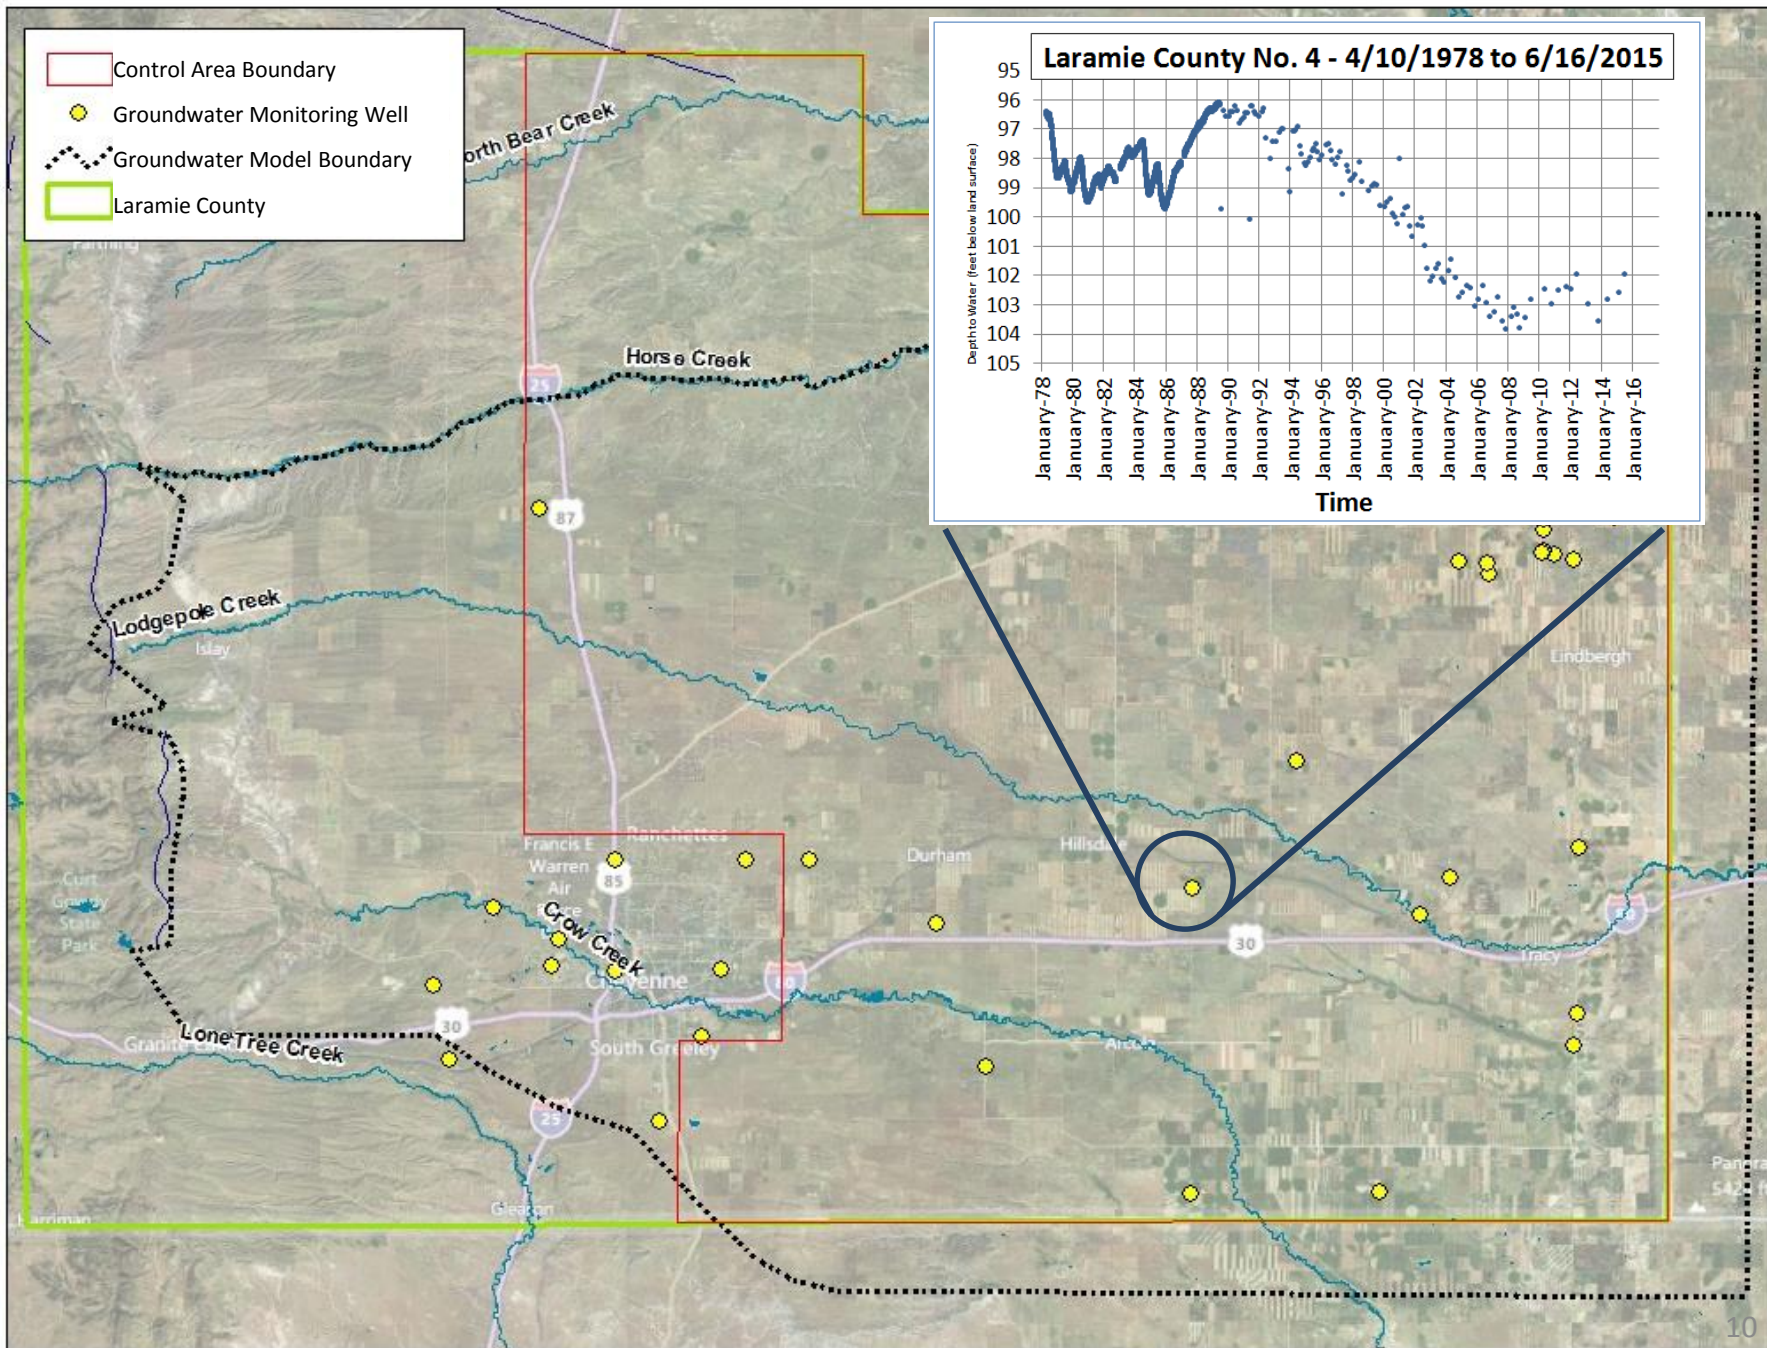 Control Area Boundary
Groundwater Monitoring Well
Groundwater Model Boundary
Laramie County
Laramie County No. 4 - 4/10/1978 to 6/16/2015
Depth to Water (feet below land surface)
95
96
97
98
99
100
101
102
103
104
105
January-78
January-80
January-82
January-84
January-86
January-88
January-90
January-92
January-94
January-96
January-98
January-00
January-02
January-04
January-06
January-08
January-10
January-12
January-14
January-16
Time
orth Bear Creek
Horse Creek
25
87
Lodgepole Creek
Islay
Lindbergh
Ranchettes
Francis E
Warren
Air
85
Durham
Hillsdale
Curt
State
Park
Crow Creek
Cheyenne
30
Tracy
80
30
Lone Tree Creek
South Greeley
25
Gleason
Harriman
10